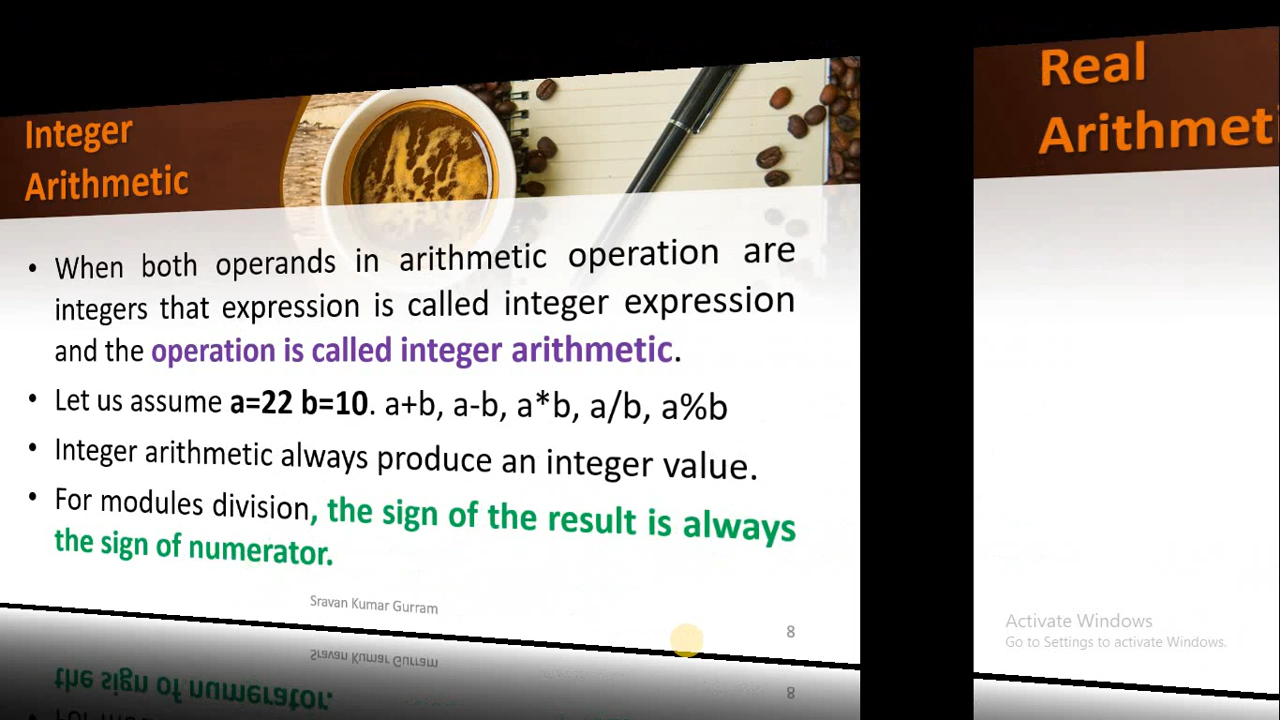 Integer
Arithmetic
• When both operands in arithmetic operation are
integers that expression is called integer expression
and the operation is called integer arithmetic.
• Let us assume a=22 b=10. a+b, a-b, a*b, a/b, a%b
• Integer arithmetic always produce an integer value.
• For modules division, the sign of the result is always
the sign of numerator.
Sravan Kumar Gurram
8
Real
Arithmeti
Activate Windows
Go to Settings to activate Windows.